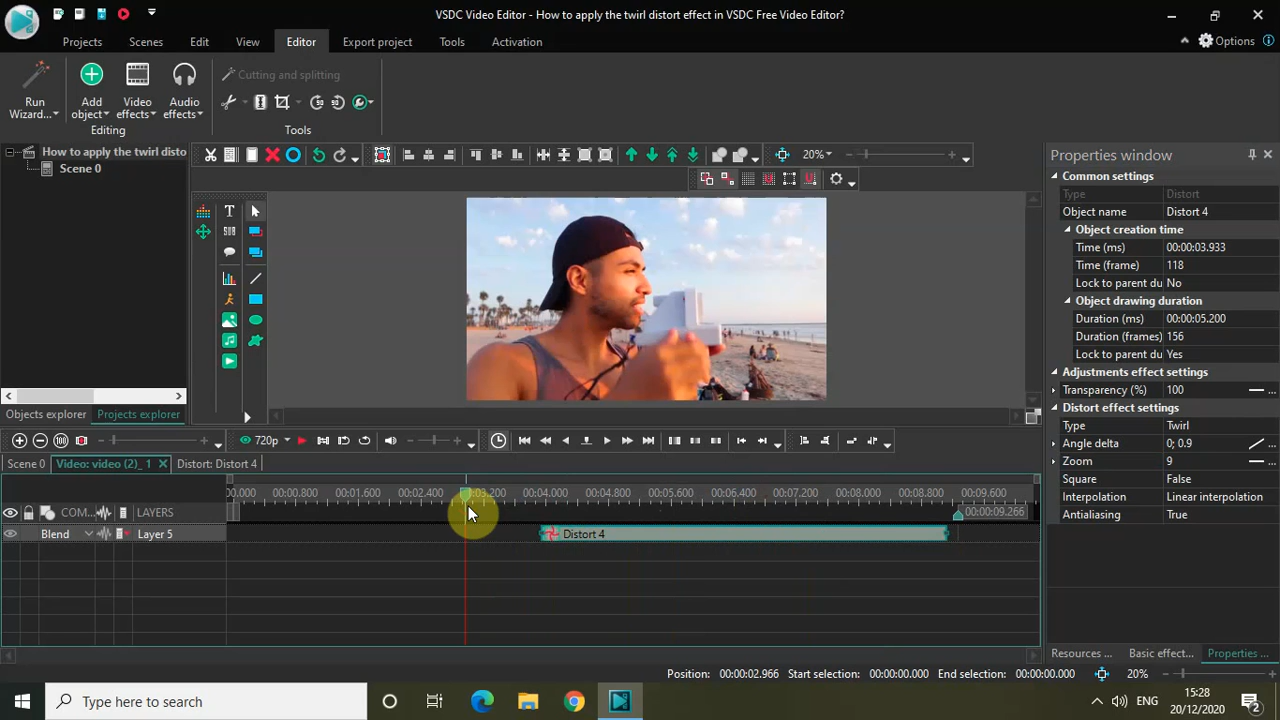 VSDC Video Editor - How to apply the twirl distort effect in VSDC Free Video Editor?
Projects Scenes Edit View Editor Export project Tools Activation Options
Run Wizard...
Add object
Video effects
Audio effects
Editing
Cutting and splitting
Tools
How to apply the twirl disto
Scene 0
Objects explorer Projects explorer
20%
T
SUB
Properties window
Common settings
Type Distort
Object name Distort 4
Object creation time
Time (ms) 00:00:03.933
Time (frame) 118
Lock to parent du No
Object drawing duration
Duration (ms) 00:00:05.200
Duration (frames) 156
Lock to parent du Yes
Adjustments effect settings
Transparency (%) 100 ...
Distort effect settings
Type Twirl
Angle delta 0; 0.9 ...
Zoom 9 ...
Square False
Interpolation Linear interpolation
Antialiasing True
Resources ... Basic effect... Properties ...
720p
Scene 0 Video: video (2)_ 1 Distort: Distort 4
0.000 00:00.800 00:01.600 00:02.400 00:03.200 00:04.000 00:04.800 00:05.600 00:06.400 00:07.200 00:08.000 00:08.800 00:09.600
COM... LAYERS
00:00:09.266
Blend Layer 5
Distort 4
Position: 00:00:02.966 Start selection: 00:00:00.000 End selection: 00:00:00.000 20%
Type here to search
ENG
15:28
20/12/2020
2